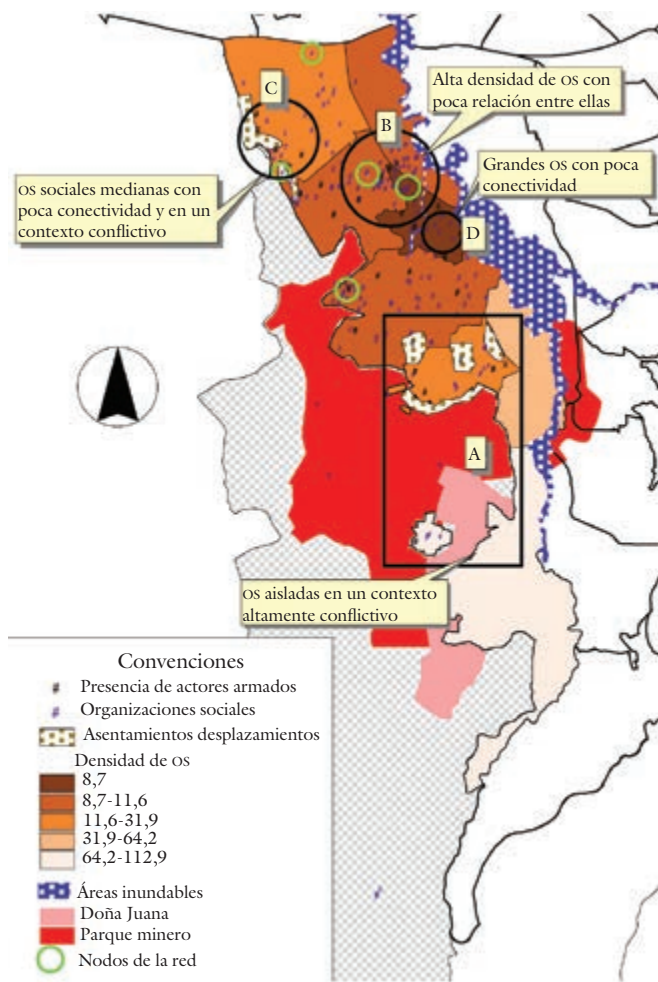 C
Alta densidad de OS con
poca relación entre ellas
B
Grandes OS con poca
conectividad
OS sociales medianas con
poca conectividad y en un
contexto conflictivo
D
A
OS aisladas en un contexto
altamente conflictivo
Convenciones
Presencia de actores armados
Organizaciones sociales
Asentamientos desplazamientos
Densidad de OS
8,7
8,7-11,6
11,6-31,9
31,9-64,2
64,2-112,9
Áreas inundables
Doña Juana
Parque minero
Nodos de la red